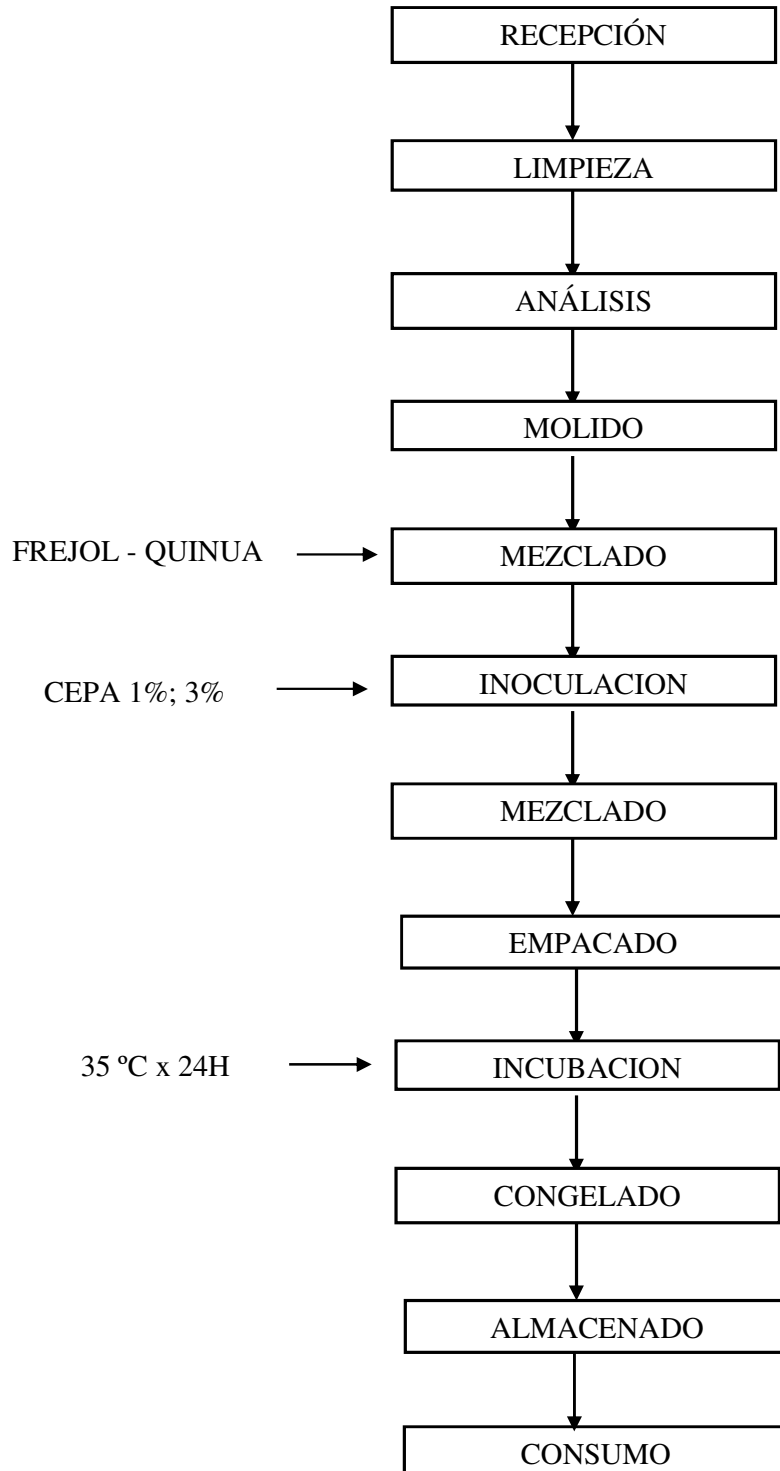 RECEPCIÓN
LIMPIEZA
ANÁLISIS
MOLIDO
FREJOL - QUINUA
MEZCLADO
CEPA 1%; 3%
INOCULACION
MEZCLADO
EMPACADO
35 ºC x 24H
INCUBACION
CONGELADO
ALMACENADO
CONSUMO